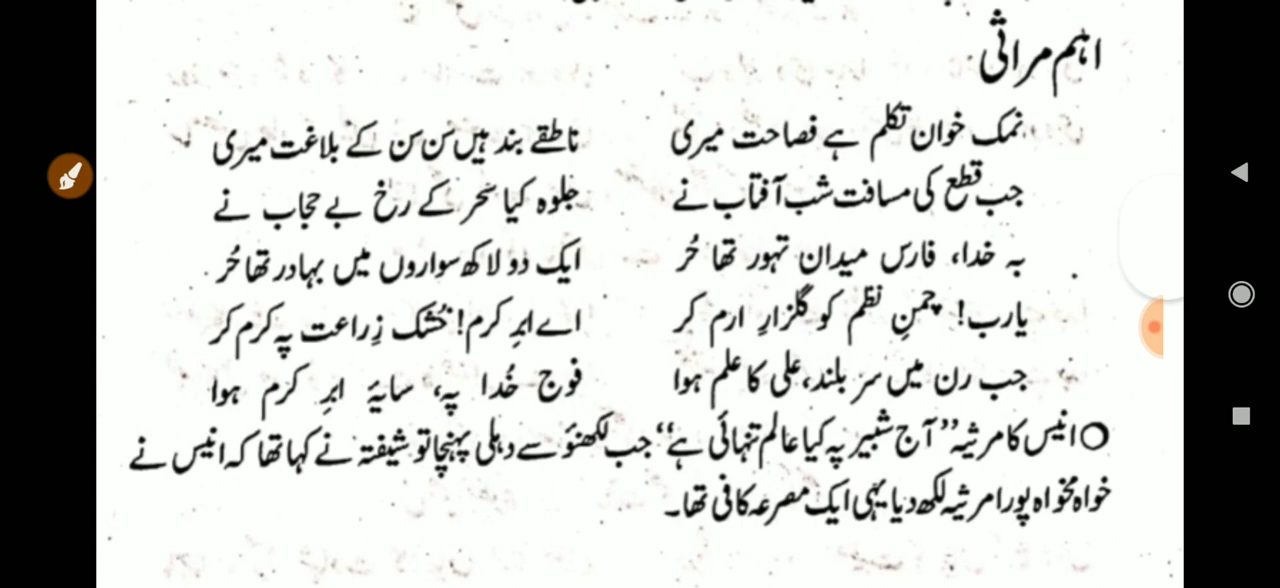 اہم مراثی
نمک خوان تکلم ہے فصاحت میری ناطقے بند ہیں سُن سن کے بلاغت میری
جب قطع کی مسافت شب آفتاب نے جلوہ کیا سحر کے رخ بے حجاب نے
بہ خدا، فارس میدان تہور تھا حُر ایک دو لاکھ سواروں میں بہادر تھا حُر
یارب! چمنِ نظم کو گلزارِ ارم کر اے ابرِ کرم! خشک زِراعت پہ کرم کر
جب رن میں سر بلند، علی کا علم ہوا فوج خُدا پہ، سایۂ ابرِ کرم ہوا
○ انیس کا مرثیہ ”آج شبیر پہ کیا عالم تنہائی ہے“ جب لکھنؤ سے دہلی پہنچا تو شیفتہ نے کہا تھا کہ انیس نے
خواہ مخواہ پورا مرثیہ لکھ دیا یہی ایک مصرعہ کافی تھا۔